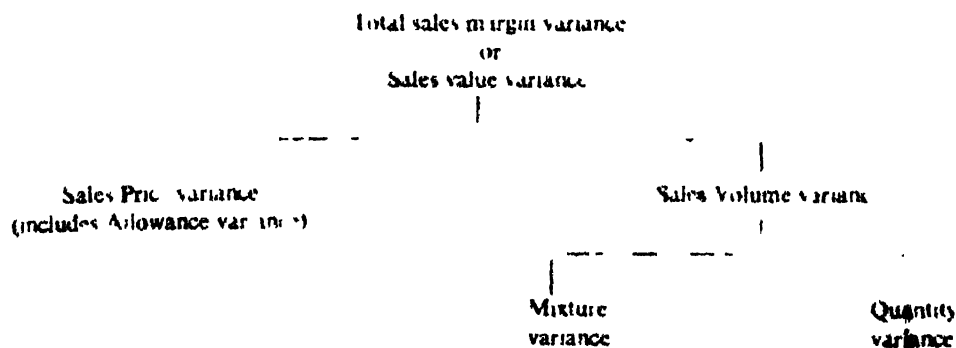 Total sales margin variance
or
Sales value variance
Sales Price variance
(includes Allowance variance)
Sales Volume variance
Mixture
variance
Quantity
variance